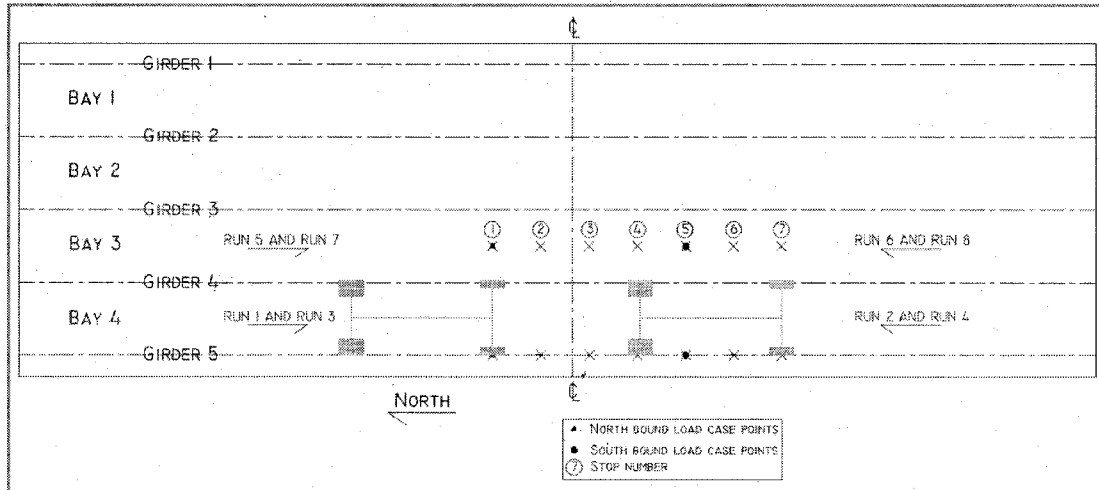 ℄
GIRDER 1
BAY 1
GIRDER 2
BAY 2
GIRDER 3
1 2 3 4 5 6 7
BAY 3
RUN 5 AND RUN 7
RUN 6 AND RUN 8
GIRDER 4
BAY 4
RUN 1 AND RUN 3
RUN 2 AND RUN 4
GIRDER 5
℄
NORTH
NORTH BOUND LOAD CASE POINTS
SOUTH BOUND LOAD CASE POINTS
7 STOP NUMBER